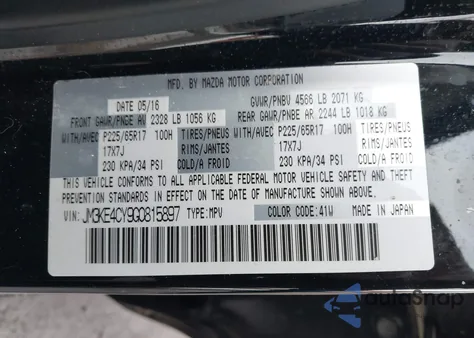 MFD. BY MAZDA MOTOR CORPORATION
DATE 05/16 GVWR/PNBV 4566 LB 2071 KG
FRONT GAWR/PNBE AV 2328 LB 1056 KG REAR GAWR/PNBE AR 2244 LB 1018 KG
WITH/AVEC P225/65R17 100H TIRES/PNEUS WITH/AVEC P225/65R17 100H TIRES/PNEUS
17X7J RIMS/JANTES 17X7J RIMS/JANTES
230 KPA/34 PSI COLD/A FROID 230 KPA/34 PSI COLD/A FROID
THIS VEHICLE CONFORMS TO ALL APPLICABLE FEDERAL MOTOR VEHICLE SAFETY, BUMPER, AND THEFT
PREVENTION STANDARDS IN EFFECT ON THE DATE OF MANUFACTURE SHOWN ABOVE.
VIN: JM3KE4CY9G0815897 TYPE: MPV COLOR CODE: 41W MADE IN JAPAN
autoSnap